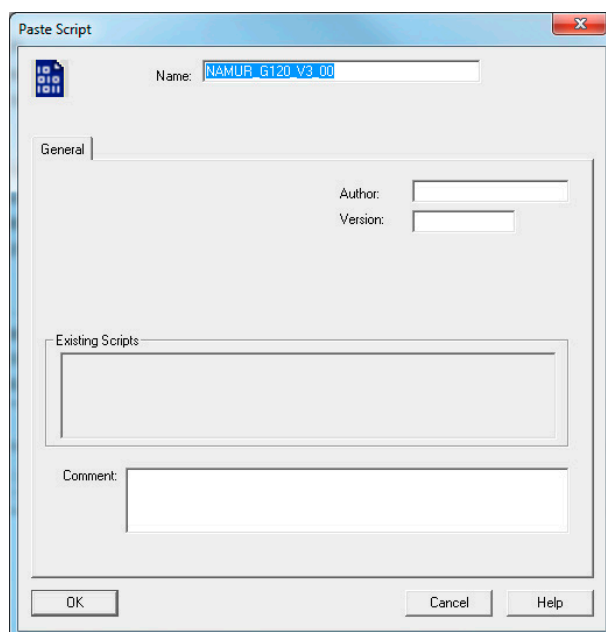 Paste Script
Name: NAMUR_G120_V3_00
General
Author:
Version:
Existing Scripts
Comment:
OK Cancel Help